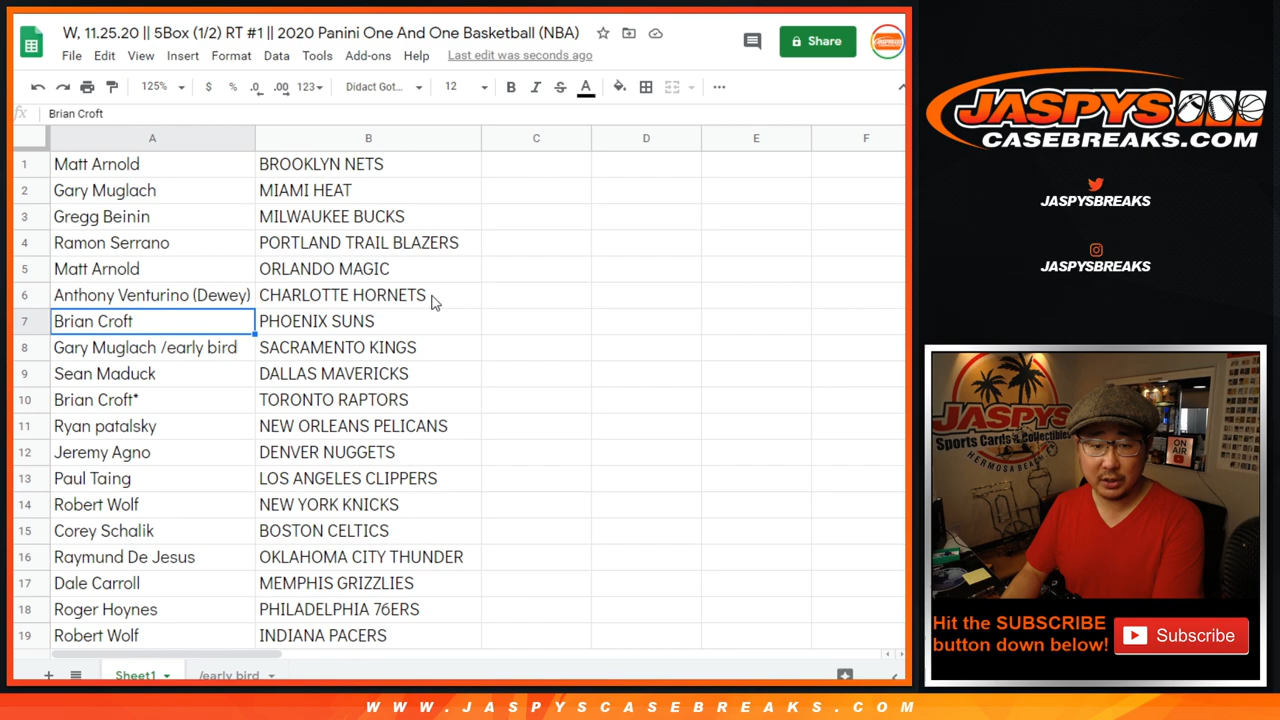 W, 11.25.20 || 5Box (1/2) RT #1 || 2020 Panini One And One Basketball (NBA)
File Edit View Insert Format Data Tools Add-ons Help Last edit was seconds ago
Share
125% $ % .0 .00 123 Didact Got... 12 B I S A
fx Brian Croft
A B C D E F
1 Matt Arnold BROOKLYN NETS
2 Gary Muglach MIAMI HEAT
3 Gregg Beinin MILWAUKEE BUCKS
4 Ramon Serrano PORTLAND TRAIL BLAZERS
5 Matt Arnold ORLANDO MAGIC
6 Anthony Venturino (Dewey) CHARLOTTE HORNETS
7 Brian Croft PHOENIX SUNS
8 Gary Muglach /early bird SACRAMENTO KINGS
9 Sean Maduck DALLAS MAVERICKS
10 Brian Croft* TORONTO RAPTORS
11 Ryan patalsky NEW ORLEANS PELICANS
12 Jeremy Agno DENVER NUGGETS
13 Paul Taing LOS ANGELES CLIPPERS
14 Robert Wolf NEW YORK KNICKS
15 Corey Schalik BOSTON CELTICS
16 Raymund De Jesus OKLAHOMA CITY THUNDER
17 Dale Carroll MEMPHIS GRIZZLIES
18 Roger Hoynes PHILADELPHIA 76ERS
19 Robert Wolf INDIANA PACERS
Sheet1 /early bird
JASPYS
CASEBREAKS.COM
JASPYSBREAKS
JASPYSBREAKS
JASPYS
Sports Cards & Collectibles
HERMOSA BEACH
ON AIR
Hit the SUBSCRIBE
button down below!
Subscribe
WWW.JASPYSCASEBREAKS.COM